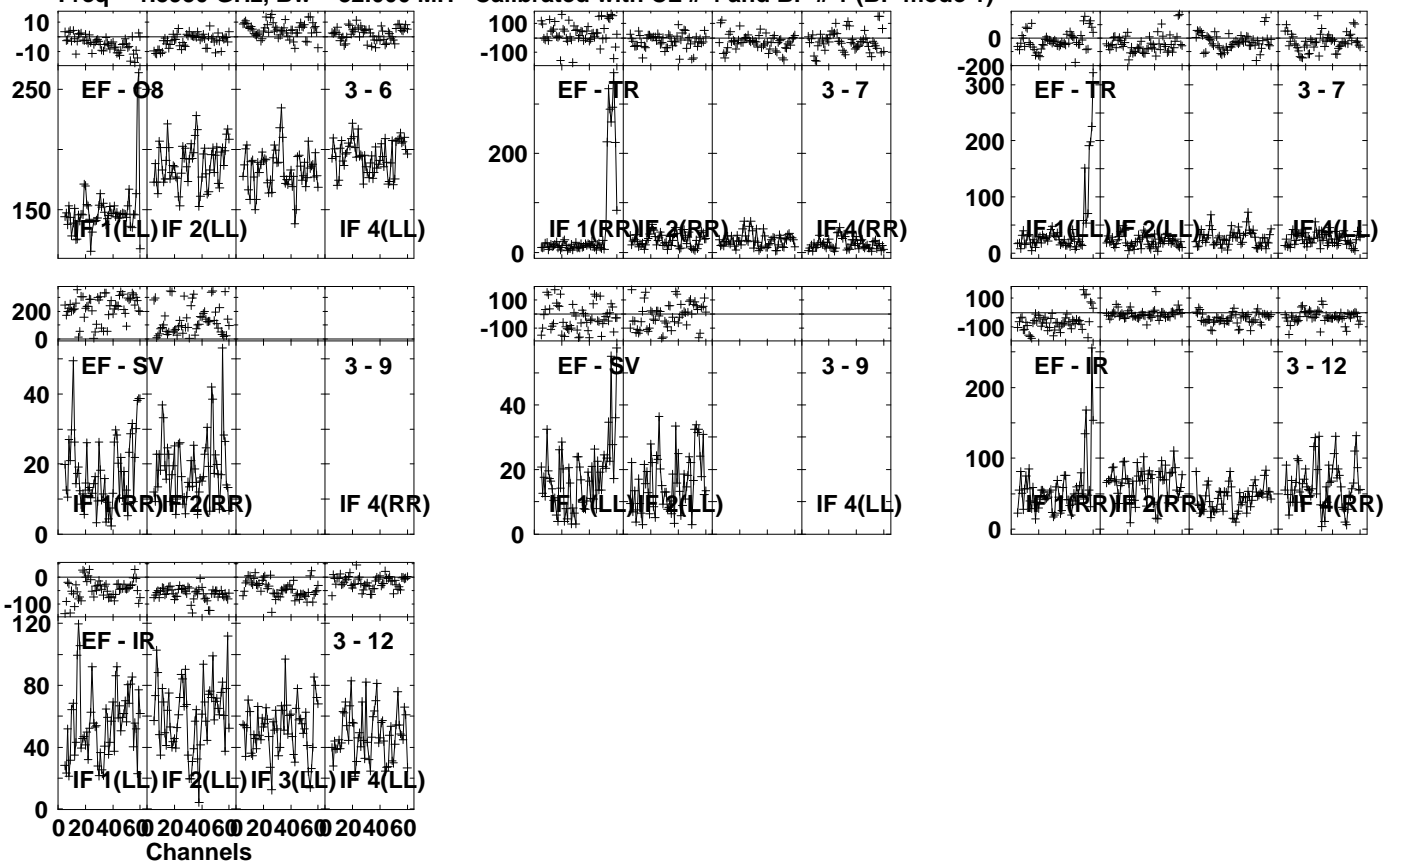 Calibrated with CL # and BP # (BP mode
10
-10
250
150
EF - O8
3 - 6
IF 1(LL)
IF 2(LL)
IF 4(LL)
100
-100
200
0
EF - TR
3 - 7
IF 1(RR)
IF 2(RR)
IF 4(RR)
0
-200
300
200
100
0
EF - TR
3 - 7
IF 1(LL)
IF 2(LL)
IF 4(LL)
200
0
40
20
0
EF - SV
3 - 9
IF 1(RR)
IF 2(RR)
IF 4(RR)
100
-100
40
20
0
EF - SV
3 - 9
IF 1(LL)
IF 2(LL)
IF 4(LL)
100
-100
200
100
0
EF - IR
3 - 12
IF 1(RR)
IF 2(RR)
IF 4(RR)
0
-100
120
80
40
0
EF - IR
3 - 12
IF 1(LL)
IF 2(LL)
IF 3(LL)
IF 4(LL)
0 20 40 60 0 20 40 60 0 20 40 60 0 20 40 60
Channels